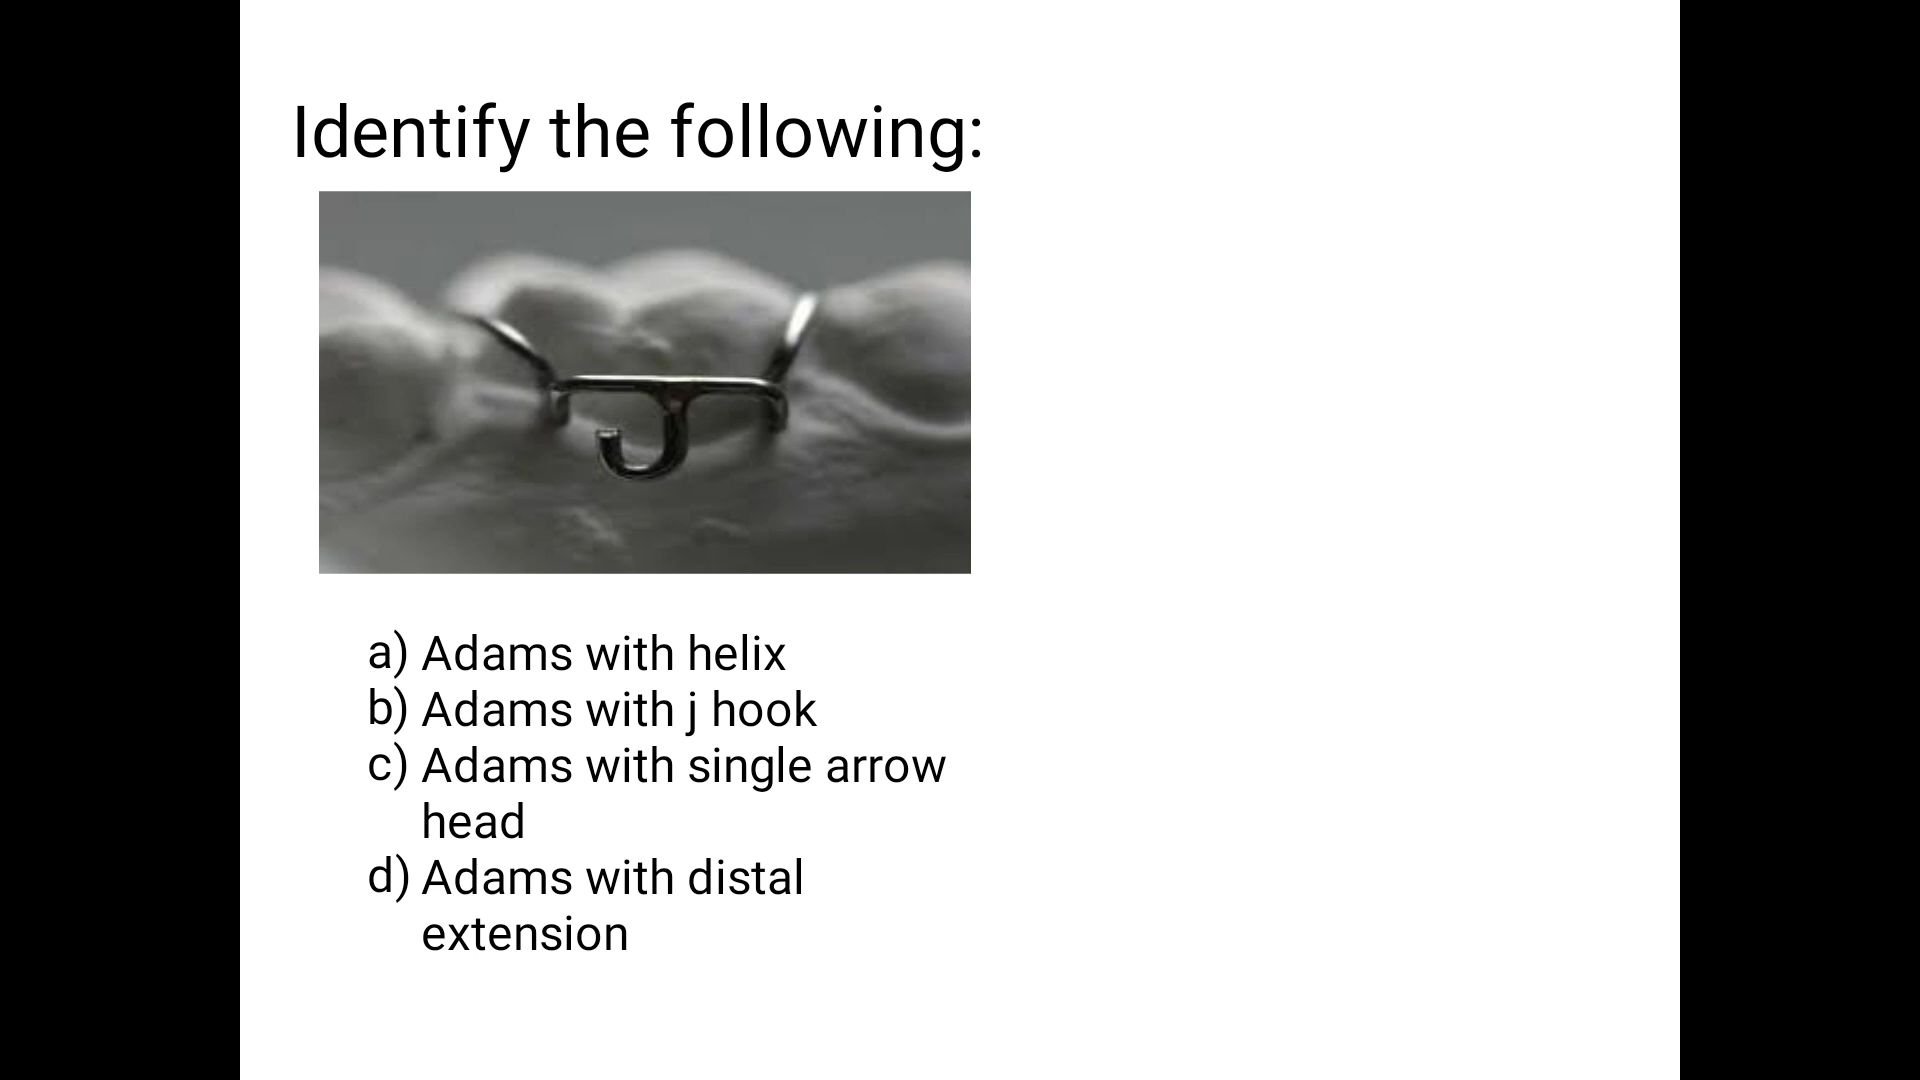 Identify the following:
a) Adams with helix
b) Adams with j hook
c) Adams with single arrow
head
d) Adams with distal
extension